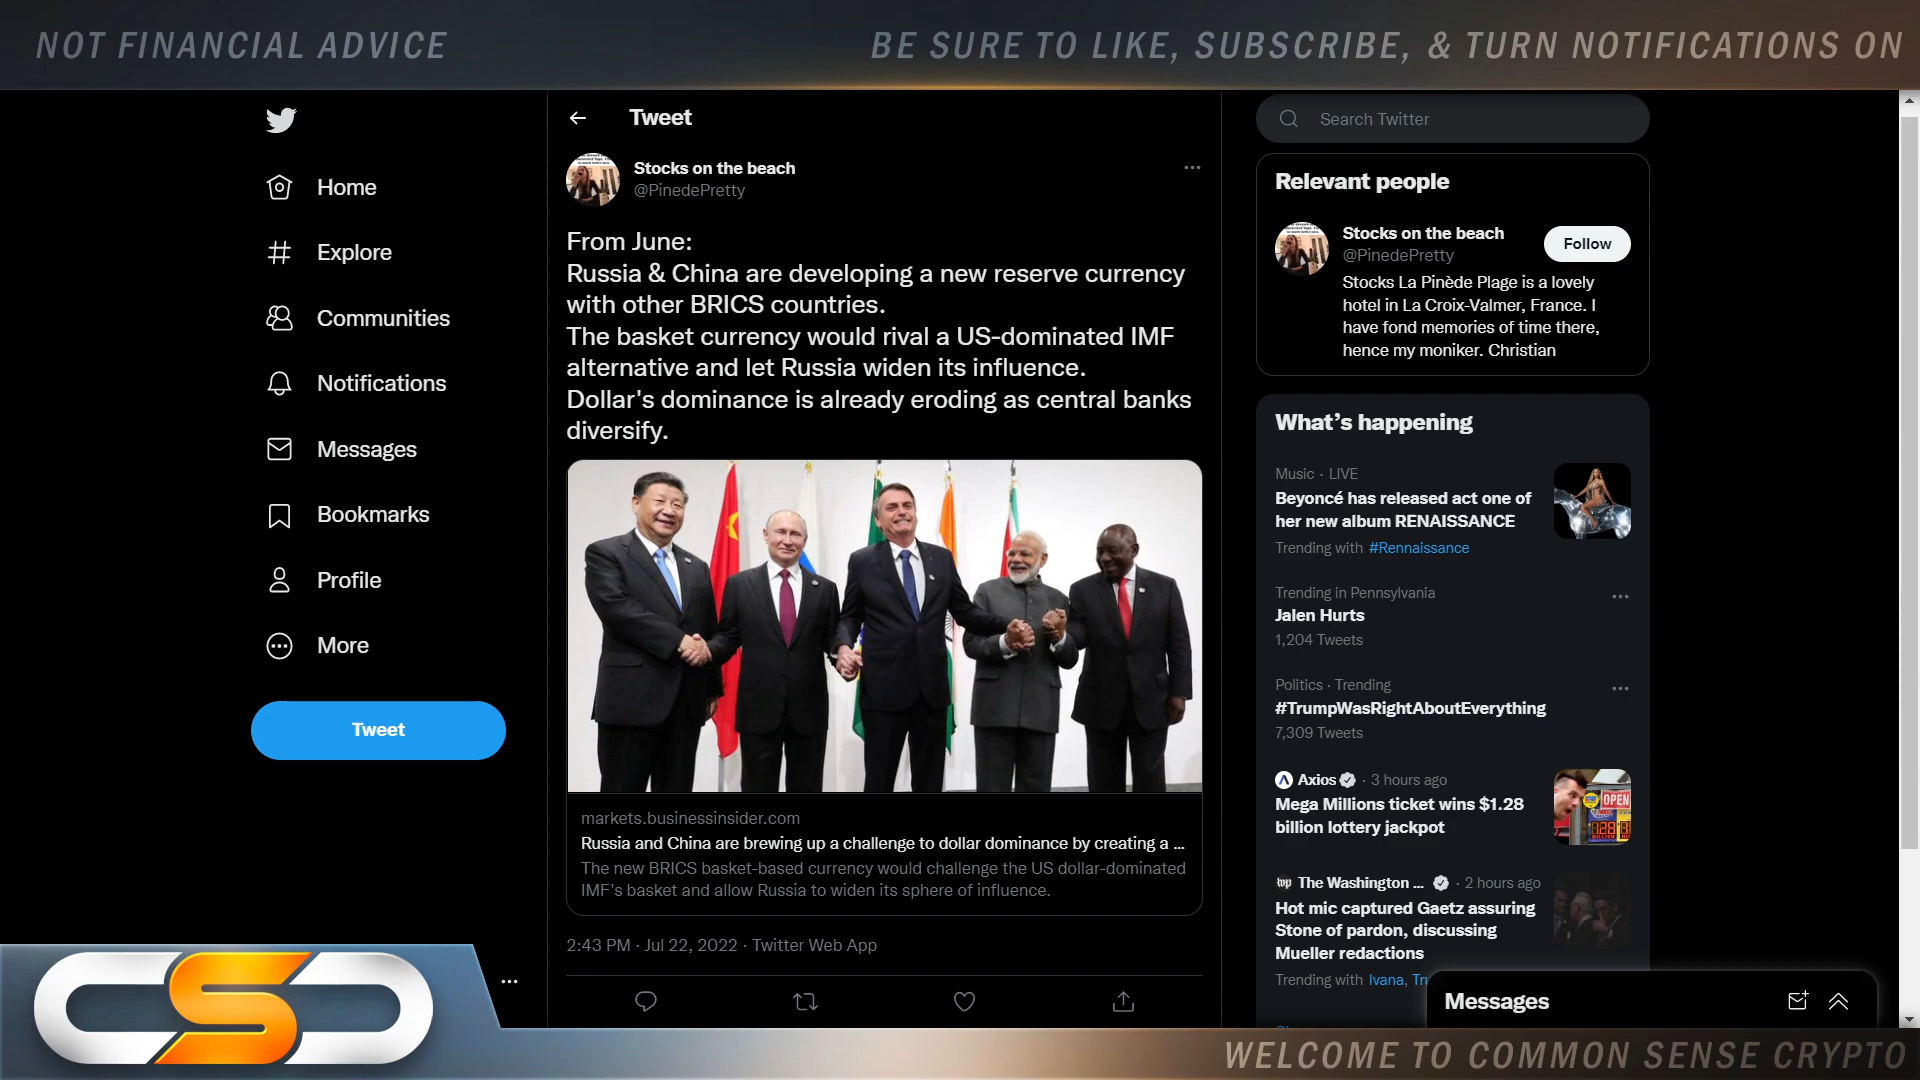 NOT FINANCIAL ADVICE
BE SURE TO LIKE, SUBSCRIBE, & TURN NOTIFICATIONS ON
Home
Explore
Communities
Notifications
Messages
Bookmarks
Profile
More
Tweet
Tweet
Stocks on the beach
@PinedePretty
From June:
Russia & China are developing a new reserve currency
with other BRICS countries.
The basket currency would rival a US-dominated IMF
alternative and let Russia widen its influence.
Dollar's dominance is already eroding as central banks
diversify.
markets.businessinsider.com
Russia and China are brewing up a challenge to dollar dominance by creating a ...
The new BRICS basket-based currency would challenge the US dollar-dominated
IMF's basket and allow Russia to widen its sphere of influence.
2:43 PM · Jul 22, 2022 · Twitter Web App
Search Twitter
Relevant people
Stocks on the beach
@PinedePretty
Follow
Stocks La Pinède Plage is a lovely
hotel in La Croix-Valmer, France. I
have fond memories of time there,
hence my moniker. Christian
What's happening
Music · LIVE
Beyoncé has released act one of
her new album RENAISSANCE
Trending with #Rennaissance
Trending in Pennsylvania
Jalen Hurts
1,204 Tweets
Politics · Trending
#TrumpWasRightAboutEverything
7,309 Tweets
Axios · 3 hours ago
Mega Millions ticket wins $1.28
billion lottery jackpot
OPEN
The Washington ... · 2 hours ago
Hot mic captured Gaetz assuring
Stone of pardon, discussing
Mueller redactions
Trending with Ivana, Tru
Messages
CSC
WELCOME TO COMMON SENSE CRYPTO